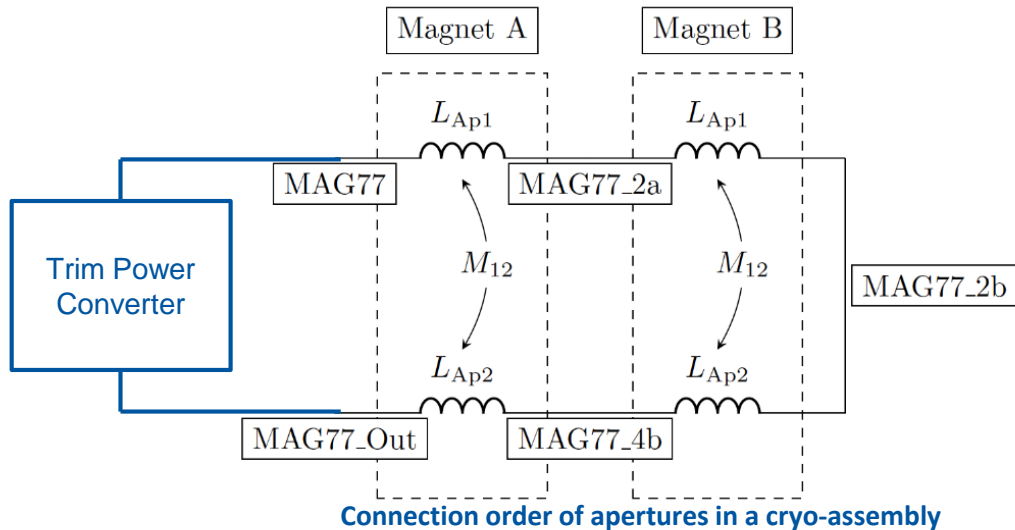 Magnet A
Magnet B
L_Ap1
L_Ap1
MAG77
MAG77_2a
Trim Power
Converter
M_12
M_12
MAG77_2b
L_Ap2
L_Ap2
MAG77_Out
MAG77_4b
Connection order of apertures in a cryo-assembly